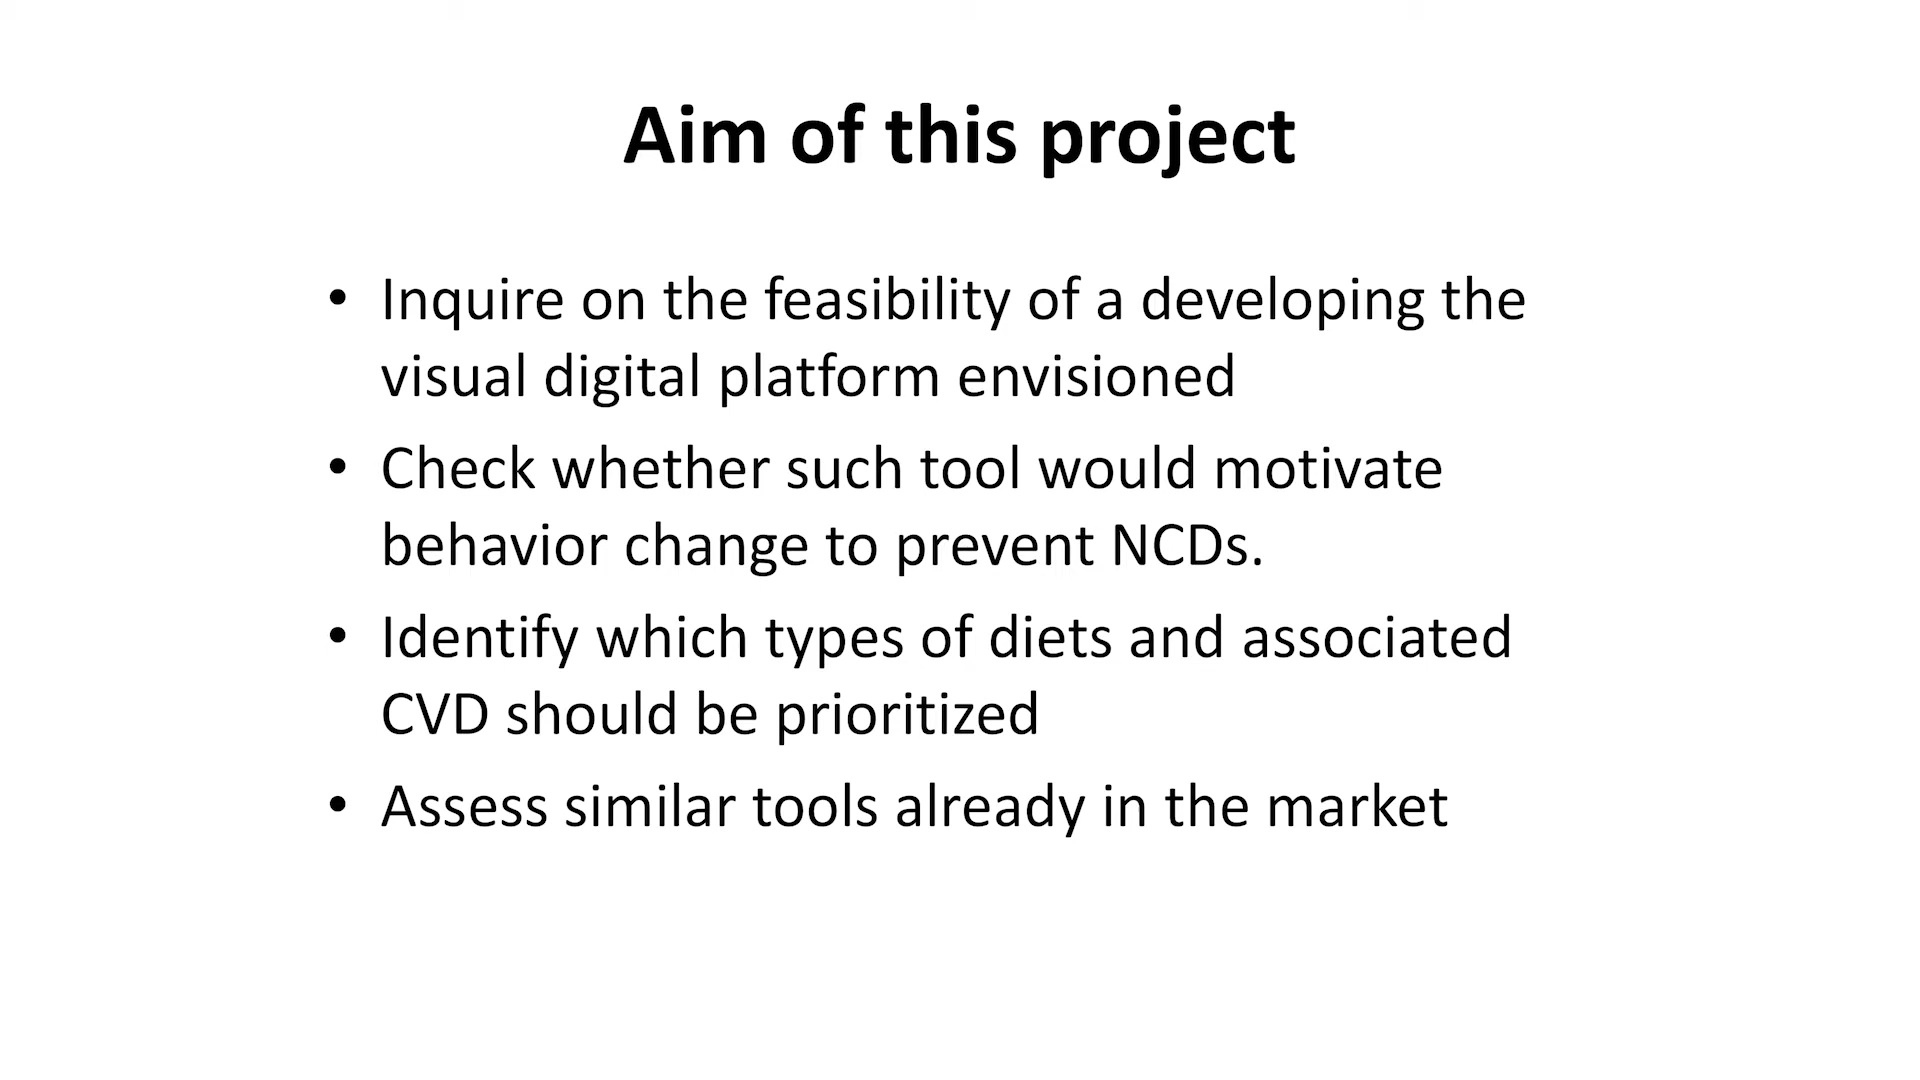 Aim of this project
• Inquire on the feasibility of a developing the
visual digital platform envisioned
• Check whether such tool would motivate
behavior change to prevent NCDs.
• Identify which types of diets and associated
CVD should be prioritized
• Assess similar tools already in the market